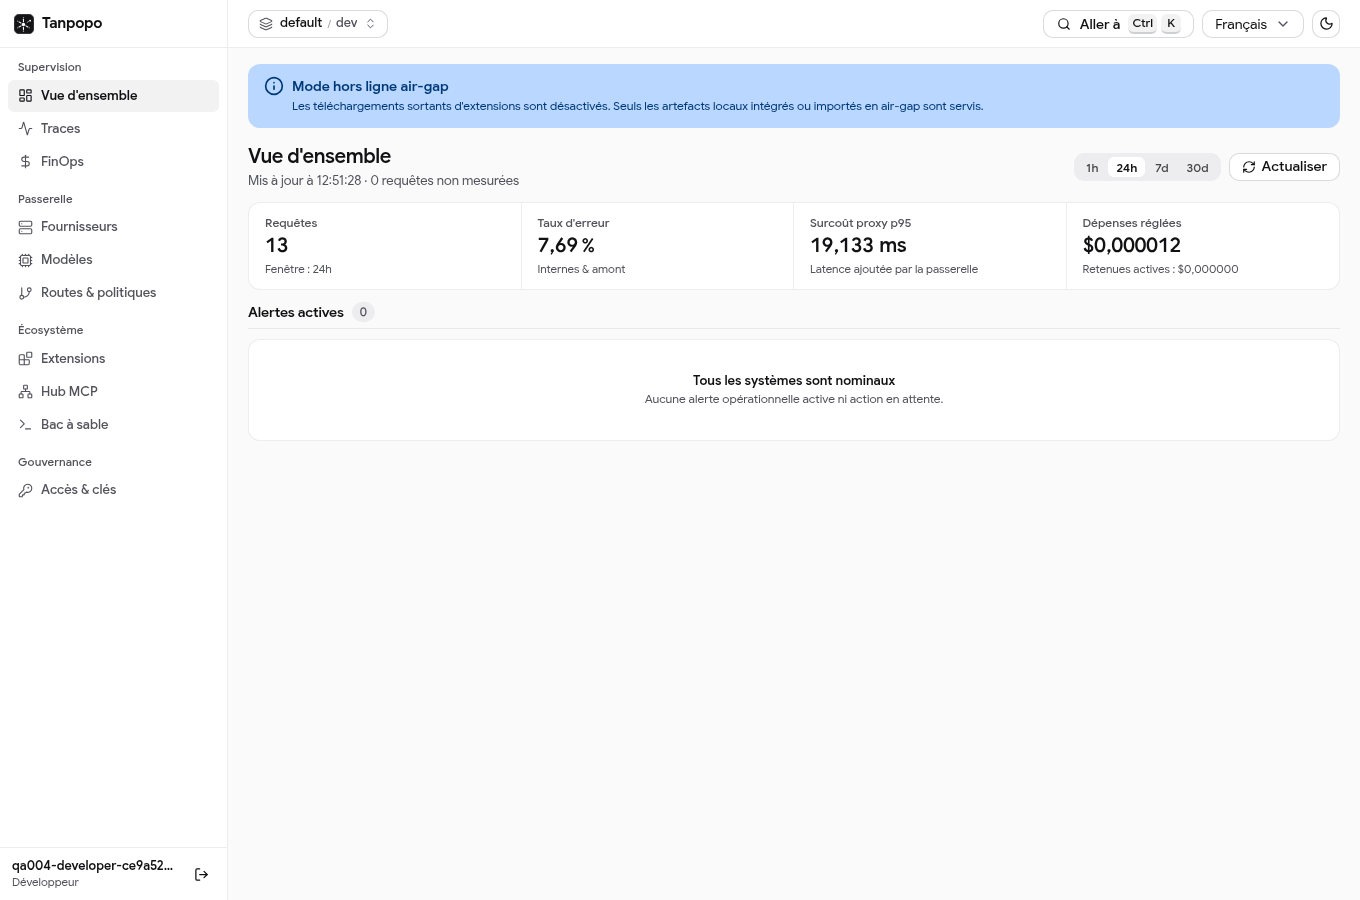 Tanpopo
default / dev
Aller à Ctrl K
Français
Supervision
Vue d'ensemble
Traces
FinOps
Passerelle
Fournisseurs
Modèles
Routes & politiques
Écosystème
Extensions
Hub MCP
Bac à sable
Gouvernance
Accès & clés
qa004-developer-ce9a52...
Développeur
Mode hors ligne air-gap
Les téléchargements sortants d'extensions sont désactivés. Seuls les artefacts locaux intégrés ou importés en air-gap sont servis.
Vue d'ensemble
Mis à jour à 12:51:28 · 0 requêtes non mesurées
1h 24h 7d 30d
Actualiser
Requêtes
13
Fenêtre : 24h
Taux d'erreur
7,69 %
Internes & amont
Surcoût proxy p95
19,133 ms
Latence ajoutée par la passerelle
Dépenses réglées
$0,000012
Retenues actives : $0,000000
Alertes actives 0
Tous les systèmes sont nominaux
Aucune alerte opérationnelle active ni action en attente.